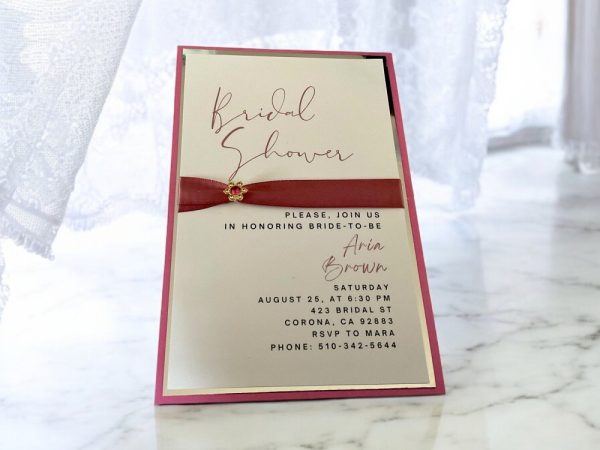 Bridal
Shower
PLEASE, JOIN US
IN HONORING BRIDE-TO-BE
Aria
Brown
SATURDAY
AUGUST 25, AT 6:30 PM
423 BRIDAL ST
CORONA, CA 92883
RSVP TO MARA
PHONE: 510-342-5644